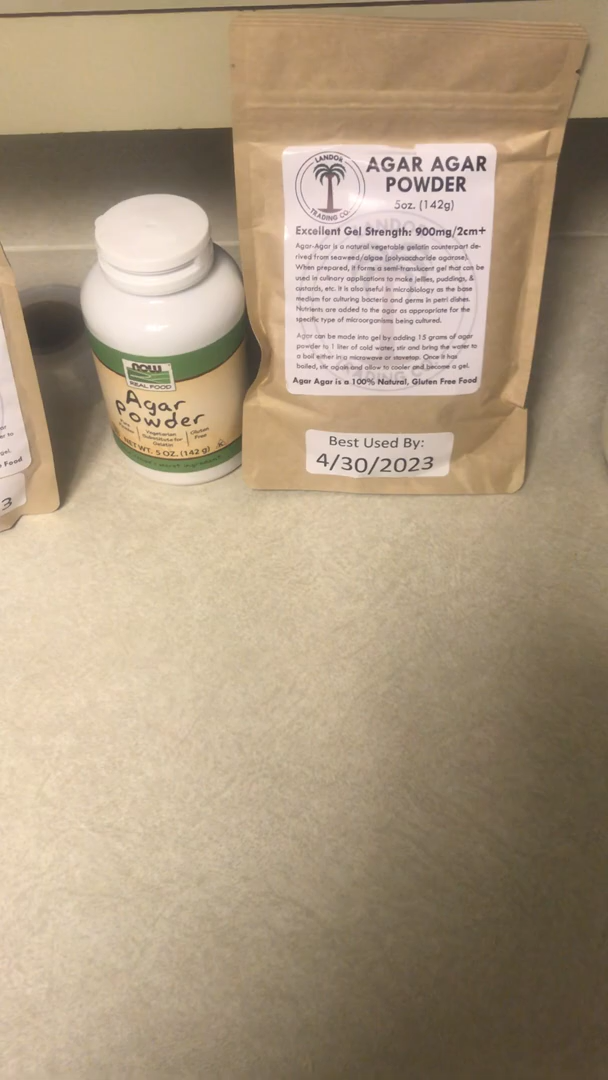 LANDOR
TRADING CO.
AGAR AGAR
POWDER
5oz. (142g)
Excellent Gel Strength: 900mg/2cm+
Agar-Agar is a natural vegetable gelatin counterpart de-
rived from seaweed/algae (polysaccharide agarose).
When prepared, it forms a semi-translucent gel that can be
used in culinary applications to make jellies, puddings, &
custards, etc. It is also useful in microbiology as the base
medium for culturing bacteria and germs in petri dishes.
Nutrients are added to the agar as appropriate for the
specific type of microorganisms being cultured.
Agar can be made into gel by adding 15 grams of agar
powder to 1 liter of cold water, stir and bring the water to
a boil either in a microwave or stovetop. Once it has
boiled, stir again and allow to cooler and become a gel.
Agar Agar is a 100% Natural, Gluten Free Food
Best Used By:
4/30/2023
now
REAL FOOD
Agar
Powder
Vegetarian
Substitute for
Gelatin
Gluten
Free
NET WT. 5 OZ. (142 g)
er to
gel.
Food
3